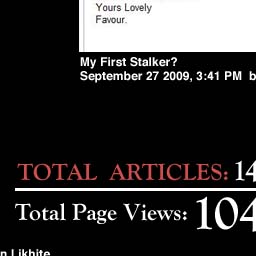 Yours Lovely
Favour.
My First Stalker?
September 27 2009, 3:41 PM
TOTAL ARTICLES: 14
Total Page Views: 104
Likhite